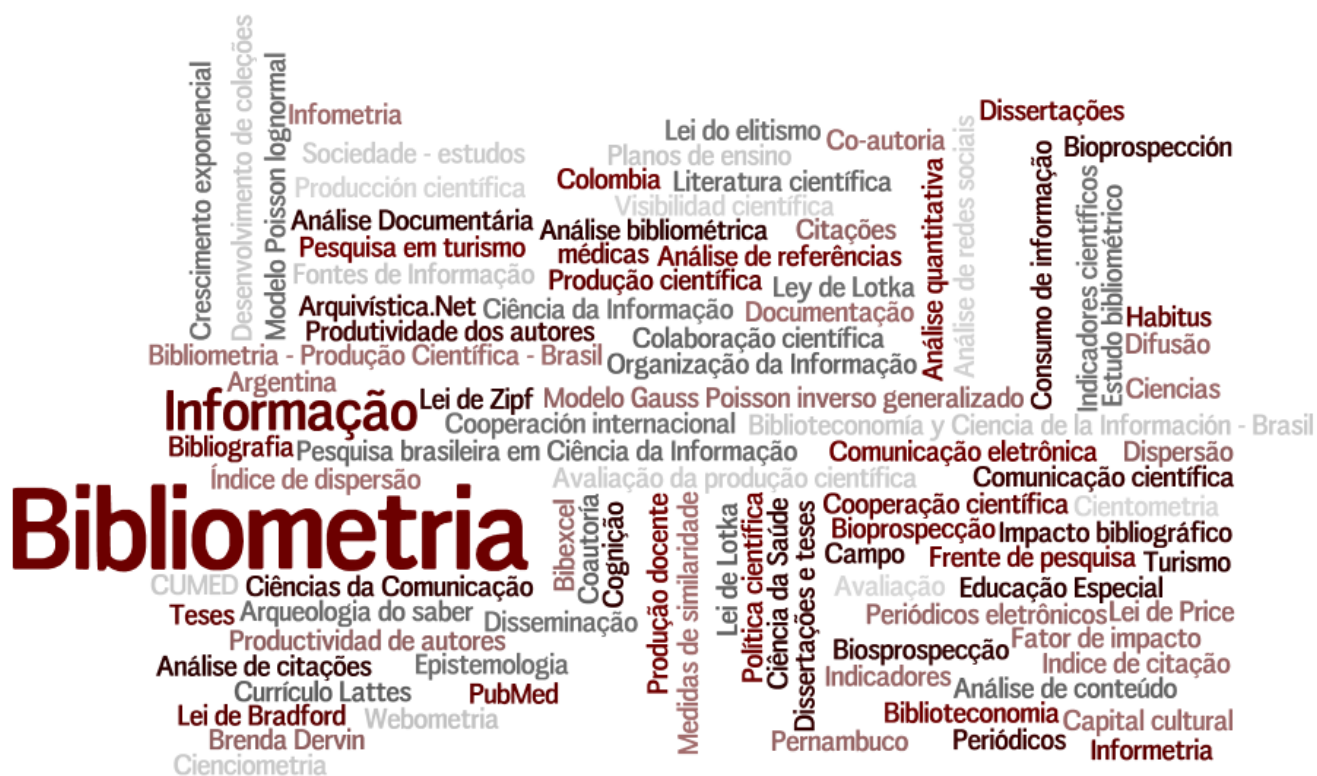 Crescimento exponencial
Desenvolvimento de coleções
Modelo Poisson lognormal
Infometria
Sociedade - estudos
Producción científica
Análise Documentária
Pesquisa em turismo
Fontes de Informação
Arquivística.Net
Produtividade dos autores
Bibliometria - Produção Científica - Brasil
Argentina
Informação
Bibliografia
Índice de dispersão
Lei do elitismo
Co-autoria
Planos de ensino
Colombia
Literatura científica
Visibilidad científica
Análise bibliométrica
Citações
médicas
Análise de referências
Produção científica
Ley de Lotka
Ciência da Informação
Documentação
Colaboração científica
Organização da Informação
Lei de Zipf
Modelo Gauss Poisson inverso generalizado
Cooperación internacional
Biblioteconomía y Ciencia de la Información - Brasil
Pesquisa brasileira em Ciência da Informação
Avaliação da produção científica
Análise quantitativa
Análise de redes sociais
Dissertações
Consumo de informação
Bioprospección
Indicadores científicos
Estudo bibliométrico
Habitus
Difusão
Ciencias
Comunicação eletrônica
Dispersão
Comunicação científica
Bibliometria
Bibexcel
Coautoría
Cognição
Produção docente
Medidas de similaridade
Lei de Lotka
Política científica
Ciência da Saúde
Dissertações e teses
Cooperação científica
Cientometria
Bioprospecção
Impacto bibliográfico
Campo
Frente de pesquisa
Turismo
Avaliação
Educação Especial
Periódicos eletrônicos
Lei de Price
Fator de impacto
Biosprospecção
Indice de citação
Indicadores
Análise de conteúdo
Biblioteconomia
Capital cultural
Pernambuco
Periódicos
Informetria
CUMED
Ciências da Comunicação
Teses
Arqueologia do saber
Disseminação
Productividad de autores
Análise de citações
Epistemologia
Currículo Lattes
PubMed
Lei de Bradford
Webometria
Brenda Dervin
Cienciometria